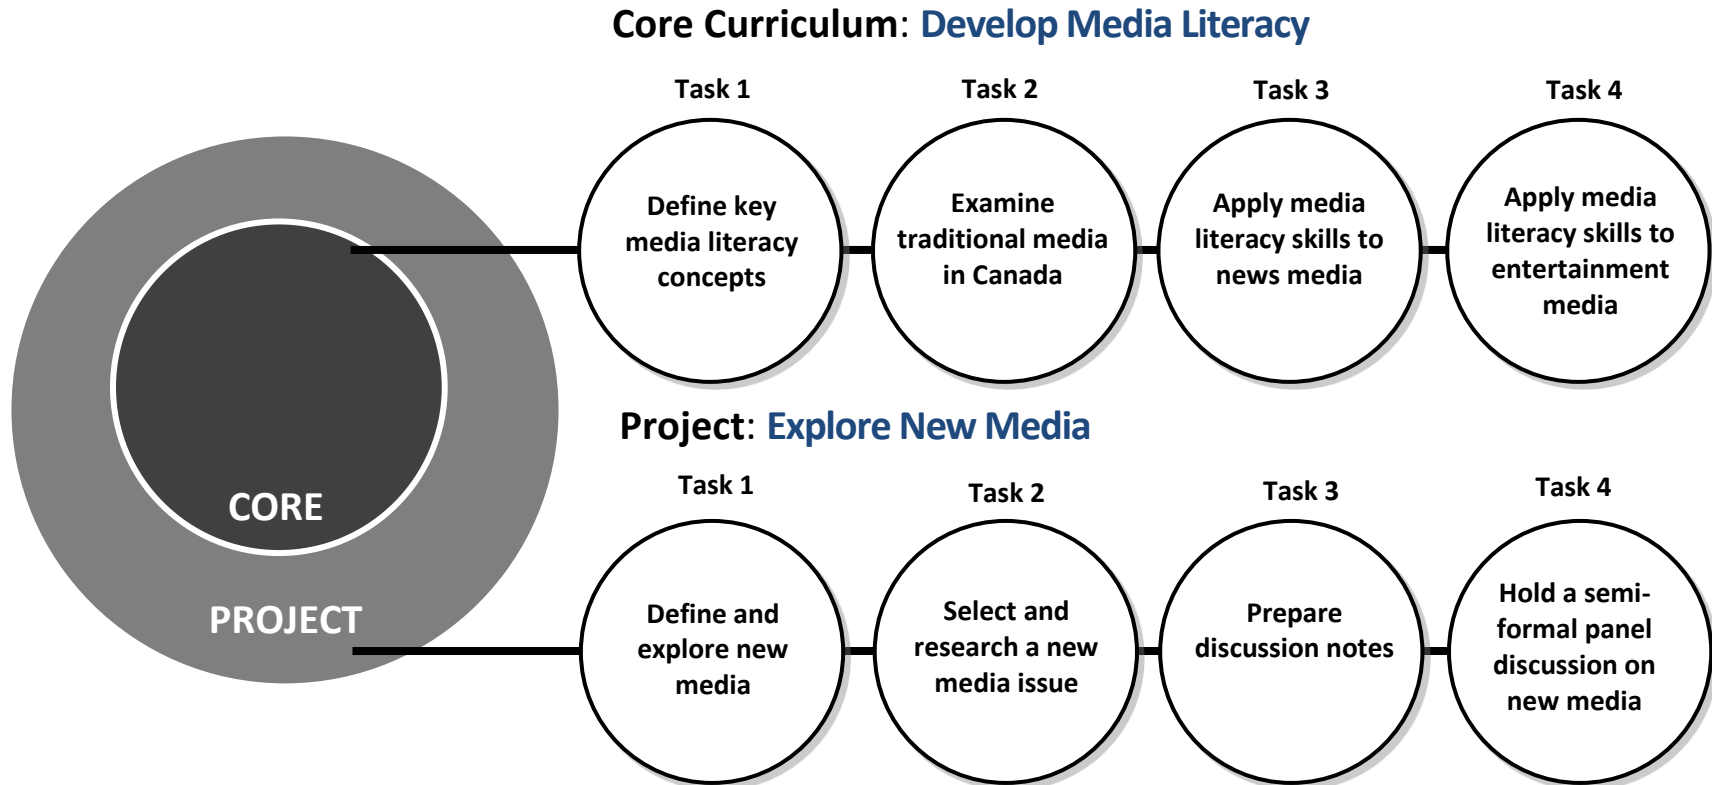 Core Curriculum: Develop Media Literacy
Task 1
Task 2
Task 3
Task 4
Define key
media literacy
concepts
Examine
traditional media
in Canada
Apply media
literacy skills to
news media
Apply media
literacy skills to
entertainment
media
CORE
PROJECT
Project: Explore New Media
Task 1
Task 2
Task 3
Task 4
Define and
explore new
media
Select and
research a new
media issue
Prepare
discussion notes
Hold a semi-
formal panel
discussion on
new media